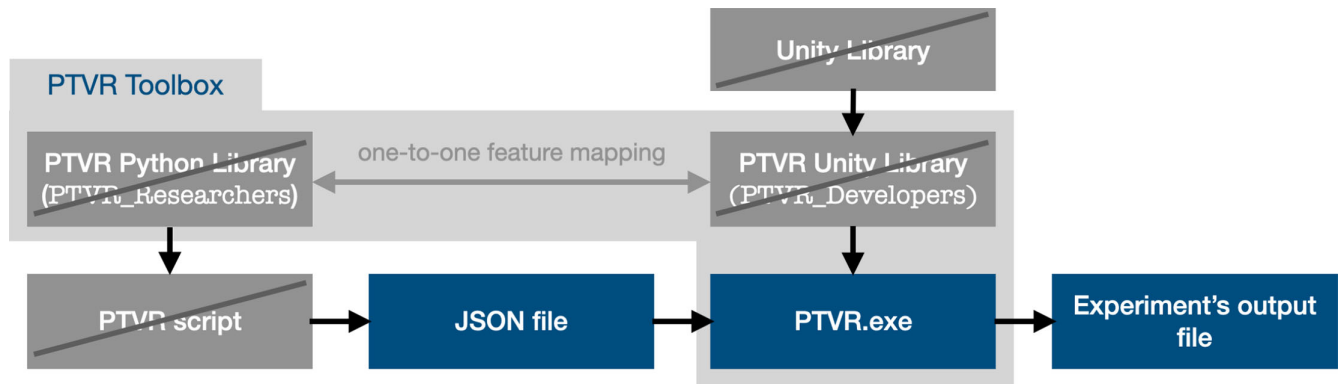 Unity Library
PTVR Toolbox
PTVR Python Library
(PTVR_Researchers)
one-to-one feature mapping
PTVR Unity Library
(PTVR_Developers)
PTVR script
JSON file
PTVR.exe
Experiment’s output
file